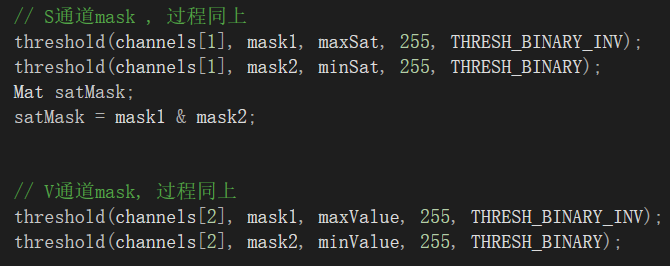 // S通道mask , 过程同上
threshold(channels[1], mask1, maxSat, 255, THRESH_BINARY_INV);
threshold(channels[1], mask2, minSat, 255, THRESH_BINARY);
Mat satMask;
satMask = mask1 & mask2;
// V通道mask, 过程同上
threshold(channels[2], mask1, maxValue, 255, THRESH_BINARY_INV);
threshold(channels[2], mask2, minValue, 255, THRESH_BINARY);